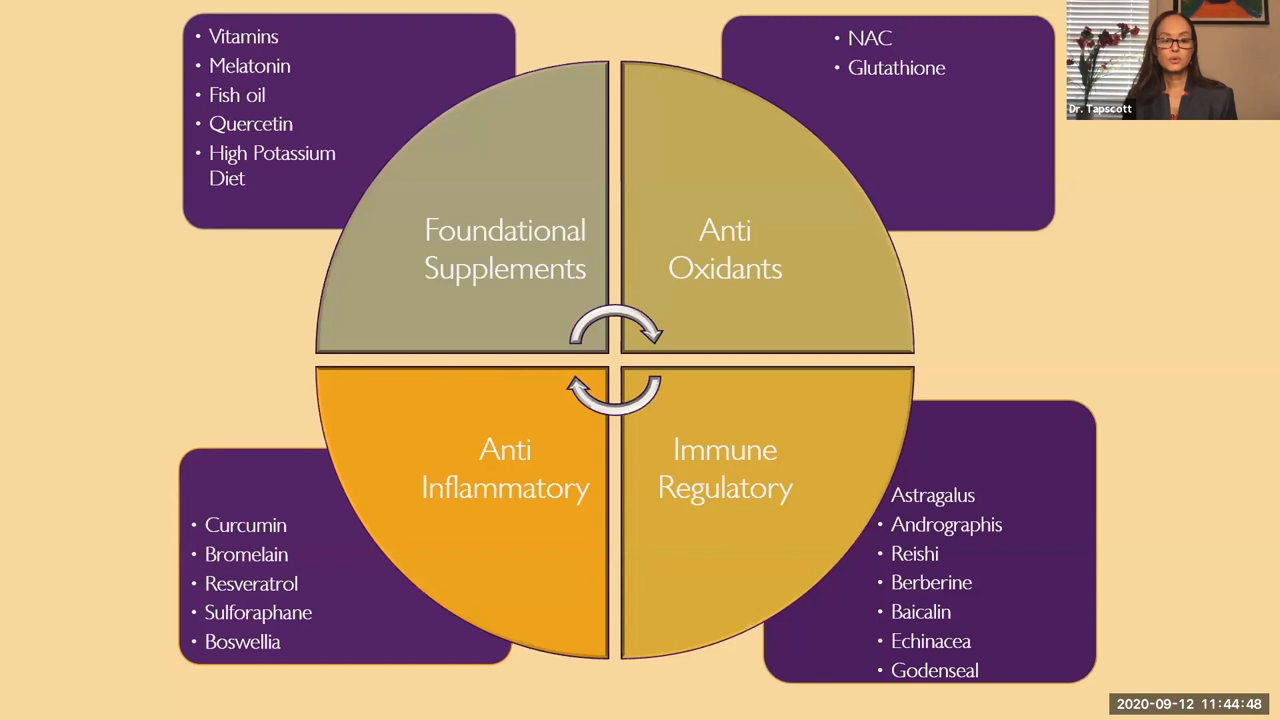 Vitamins
Melatonin
Fish oil
Quercetin
High Potassium
Diet
NAC
Glutathione
Dr. Tapscott
Foundational
Supplements
Anti
Oxidants
Anti
Inflammatory
Immune
Regulatory
Curcumin
Bromelain
Resveratrol
Sulforaphane
Boswellia
Astragalus
Andrographis
Reishi
Berberine
Baicalin
Echinacea
Godenseal
2020-09-12 11:44:48